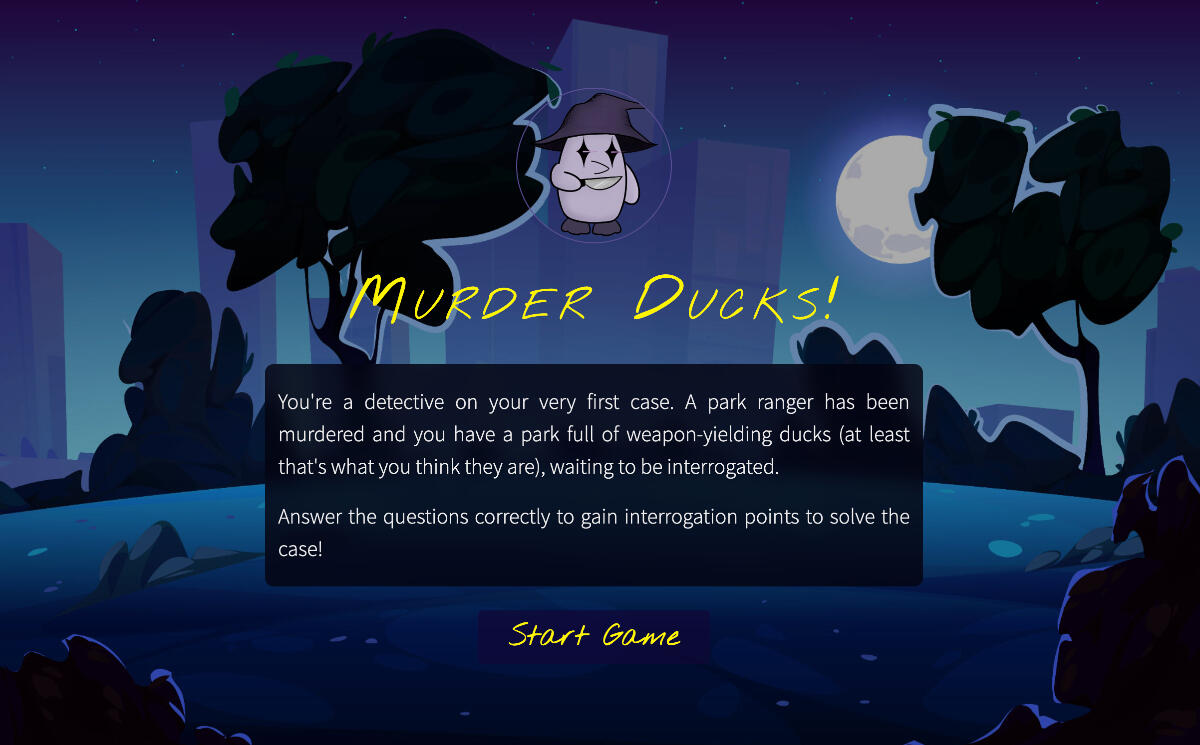 Murder Ducks!
You're a detective on your very first case. A park ranger has been
murdered and you have a park full of weapon-yielding ducks (at least
that's what you think they are), waiting to be interrogated.
Answer the questions correctly to gain interrogation points to solve the
case!
Start Game